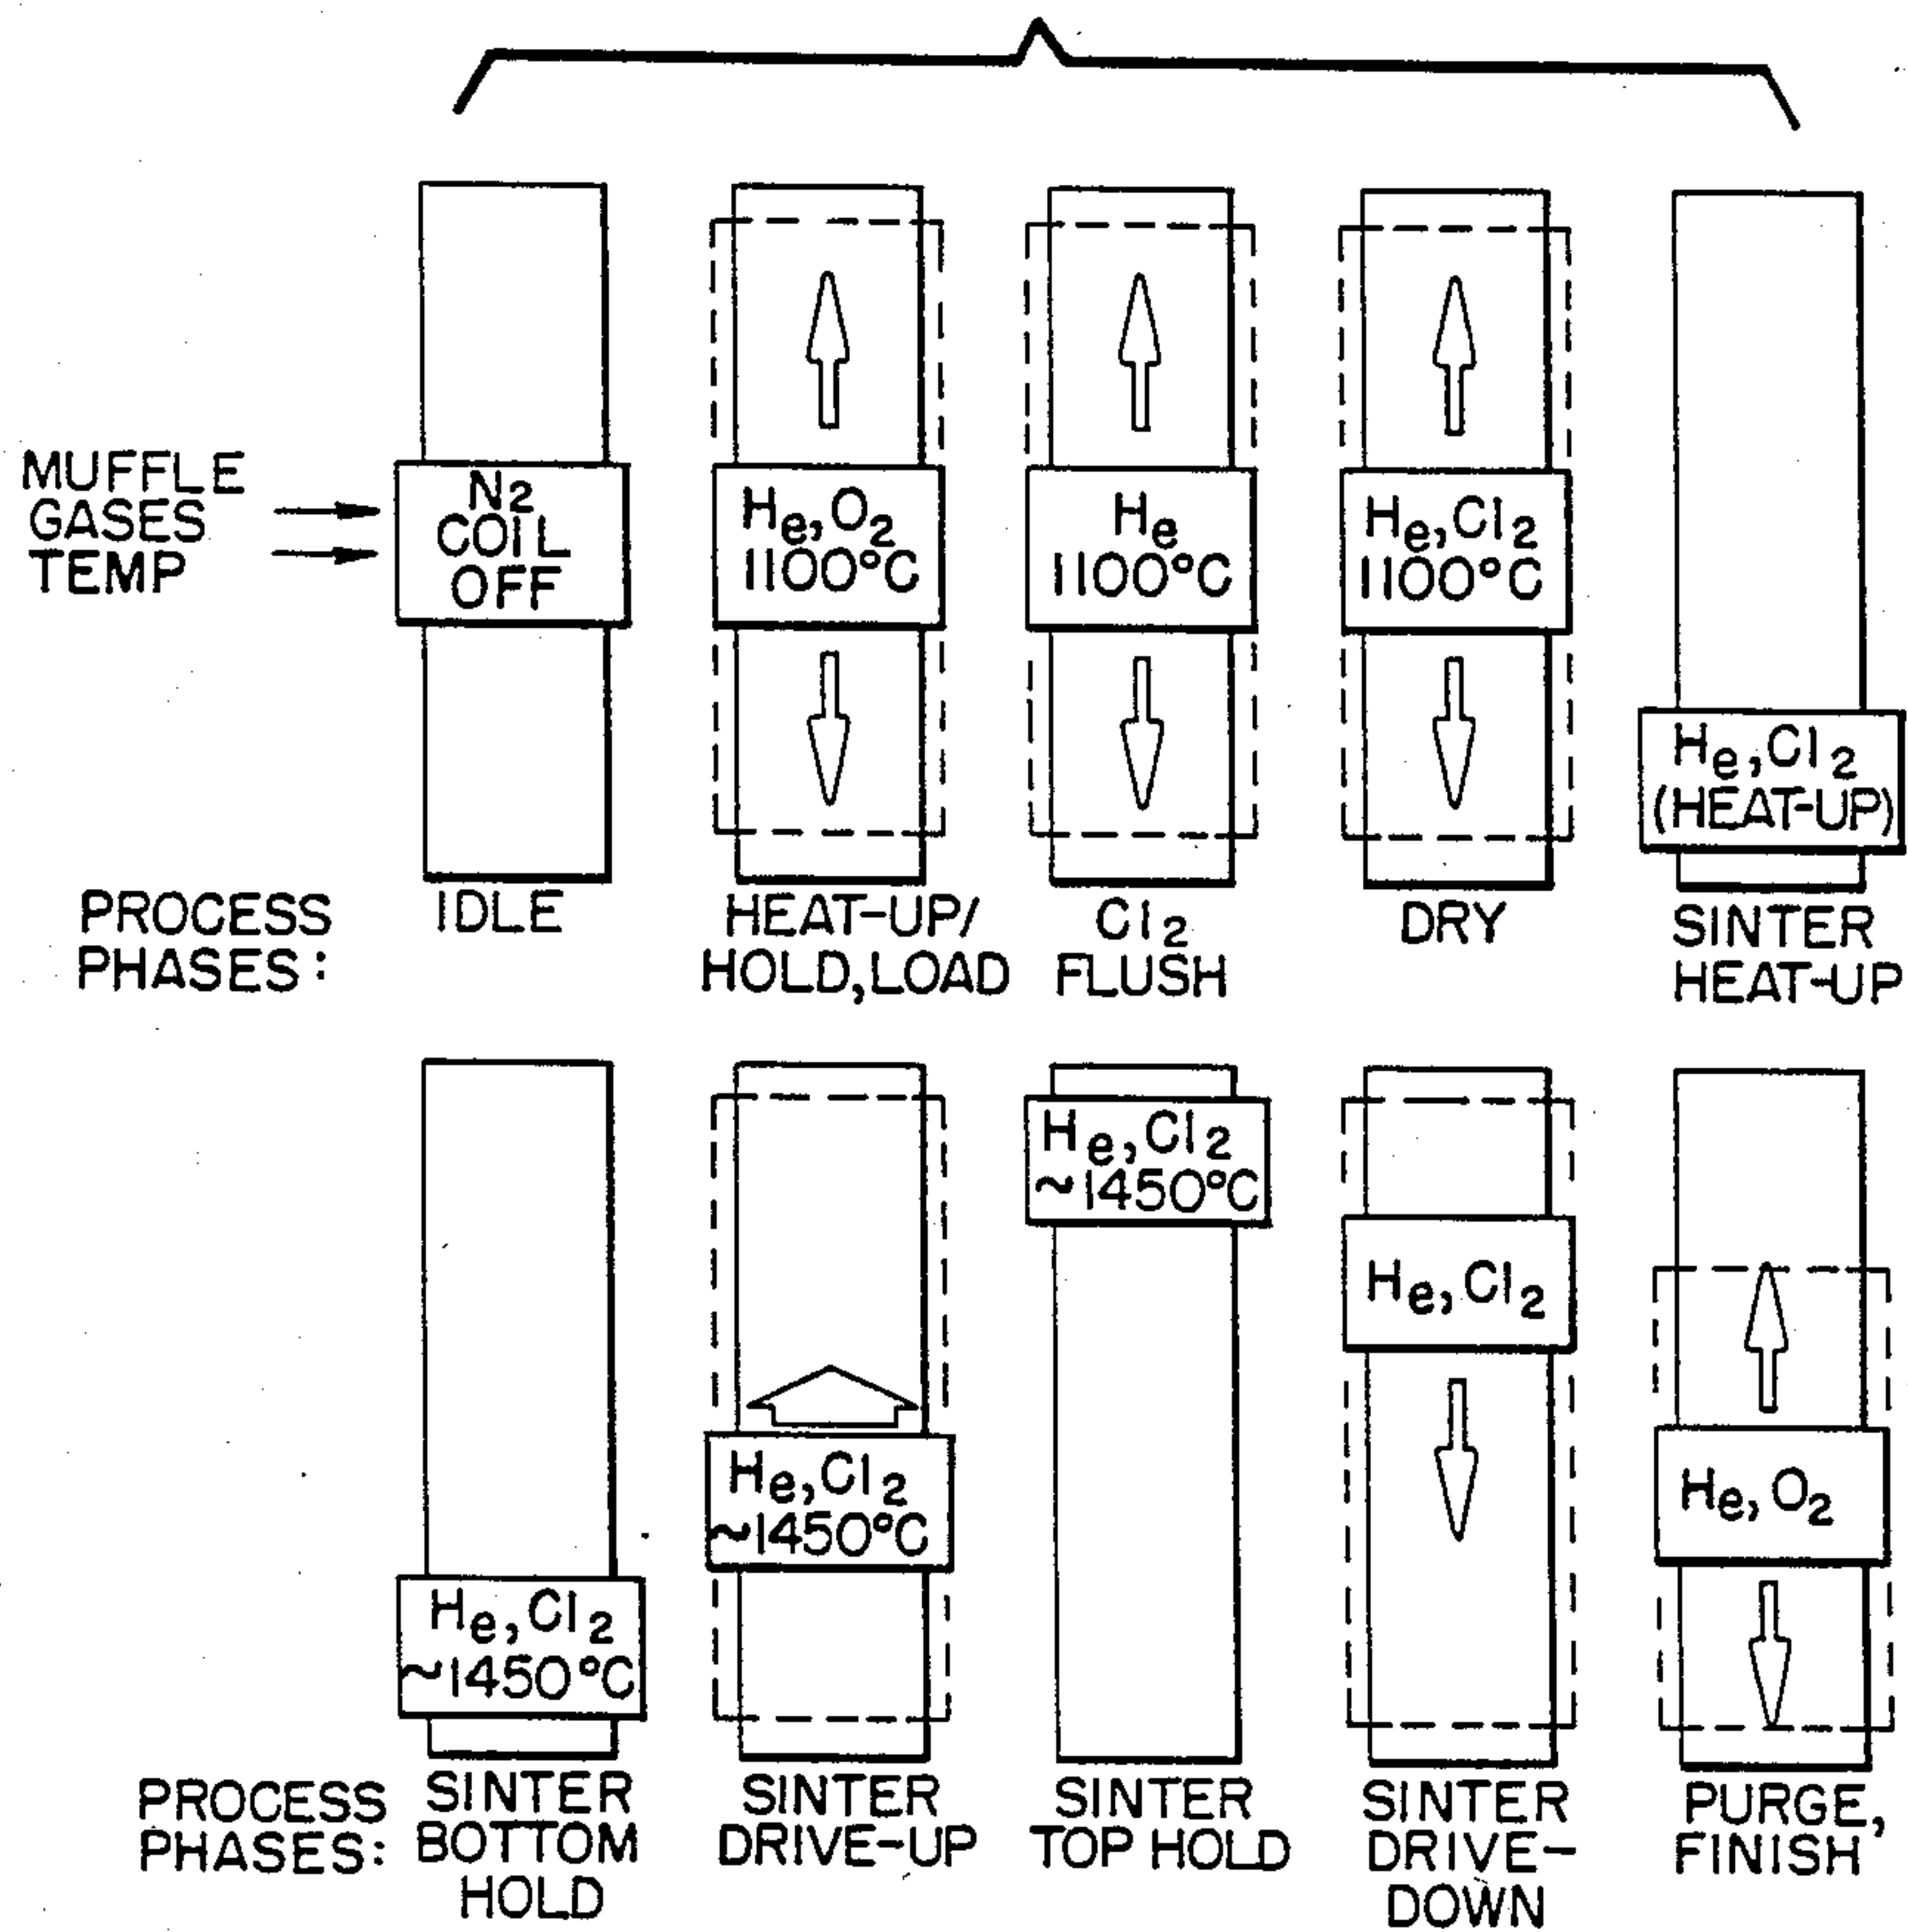 MUFFLE
GASES
TEMP
N2
COIL
OFF
He, O2
1100°C
He
1100°C
He, Cl2
1100°C
He, Cl2
(HEAT-UP)
PROCESS
PHASES:
IDLE
HEAT-UP/
HOLD, LOAD
Cl2
FLUSH
DRY
SINTER
HEAT-UP
He, Cl2
~1450°C
He, Cl2
~1450°C
He, Cl2
~1450°C
He, Cl2
He, O2
PROCESS
PHASES:
SINTER
BOTTOM
HOLD
SINTER
DRIVE-UP
SINTER
TOP HOLD
SINTER
DRIVE-
DOWN
PURGE,
FINISH